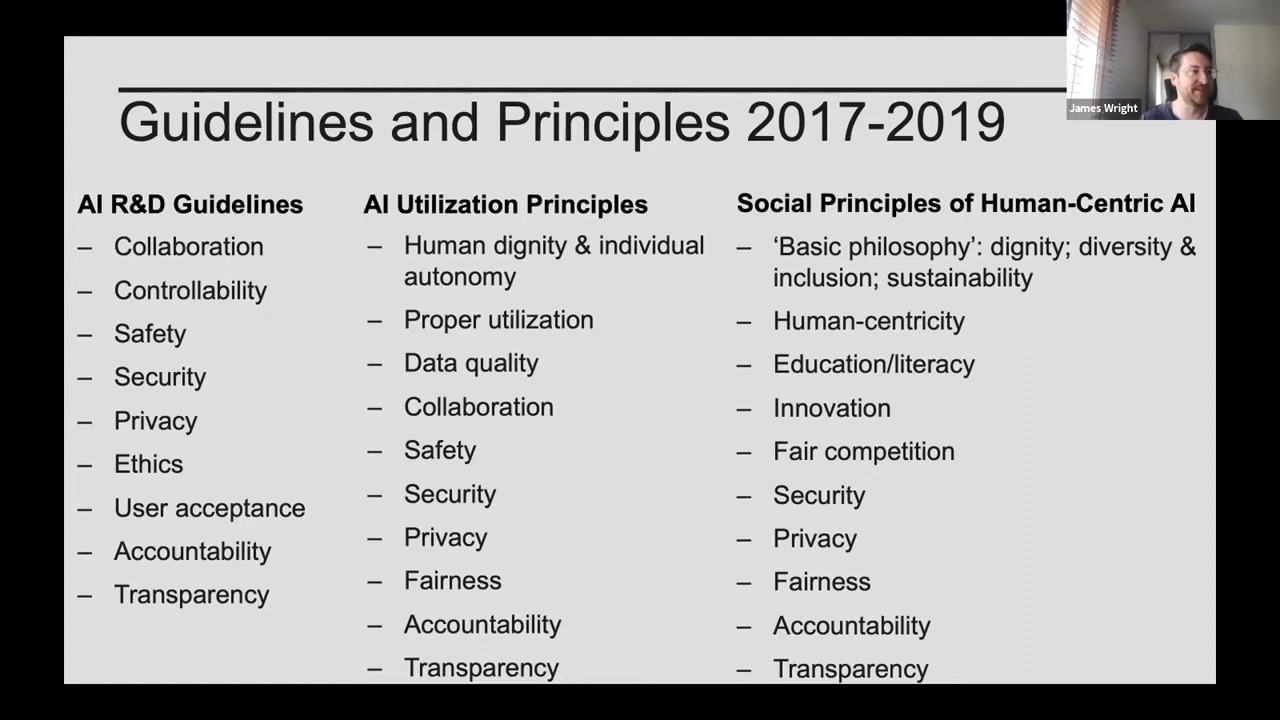 James Wright
Guidelines and Principles 2017-2019
AI R&D Guidelines
– Collaboration
– Controllability
– Safety
– Security
– Privacy
– Ethics
– User acceptance
– Accountability
– Transparency
AI Utilization Principles
– Human dignity & individual
autonomy
– Proper utilization
– Data quality
– Collaboration
– Safety
– Security
– Privacy
– Fairness
– Accountability
– Transparency
Social Principles of Human-Centric AI
– ‘Basic philosophy’: dignity; diversity &
inclusion; sustainability
– Human-centricity
– Education/literacy
– Innovation
– Fair competition
– Security
– Privacy
– Fairness
– Accountability
– Transparency